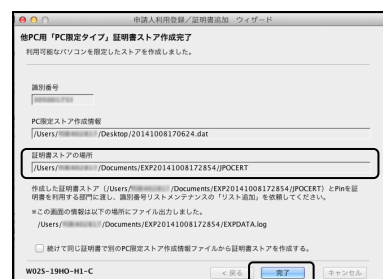 申請人利用登録／証明書追加 ウィザード
他PC用「PC限定タイプ」証明書ストア作成完了
利用可能なパソコンを限定したストアを作成しました。
識別番号
PC限定ストア作成情報
/Users/ /Desktop/20141008170624.dat
証明書ストアの場所
/Users/ /Documents/EXP20141008172854/JPOCERT
作成した証明書ストア（/Users/ /Documents/EXP20141008172854/JPOCERT）とPinを証
明書を利用する部門に渡し、識別番号リストメンテナンスの「リスト追加」を依頼してください。
※この画面の情報は以下の場所にファイル出力しました。
/Users/ /Documents/EXP20141008172854/EXPDATA.log
続けて同じ証明書で別のPC限定ストア作成情報ファイルから証明書ストアを作成する。
W02S-19HO-H1-C
< 戻る
完了
キャンセル